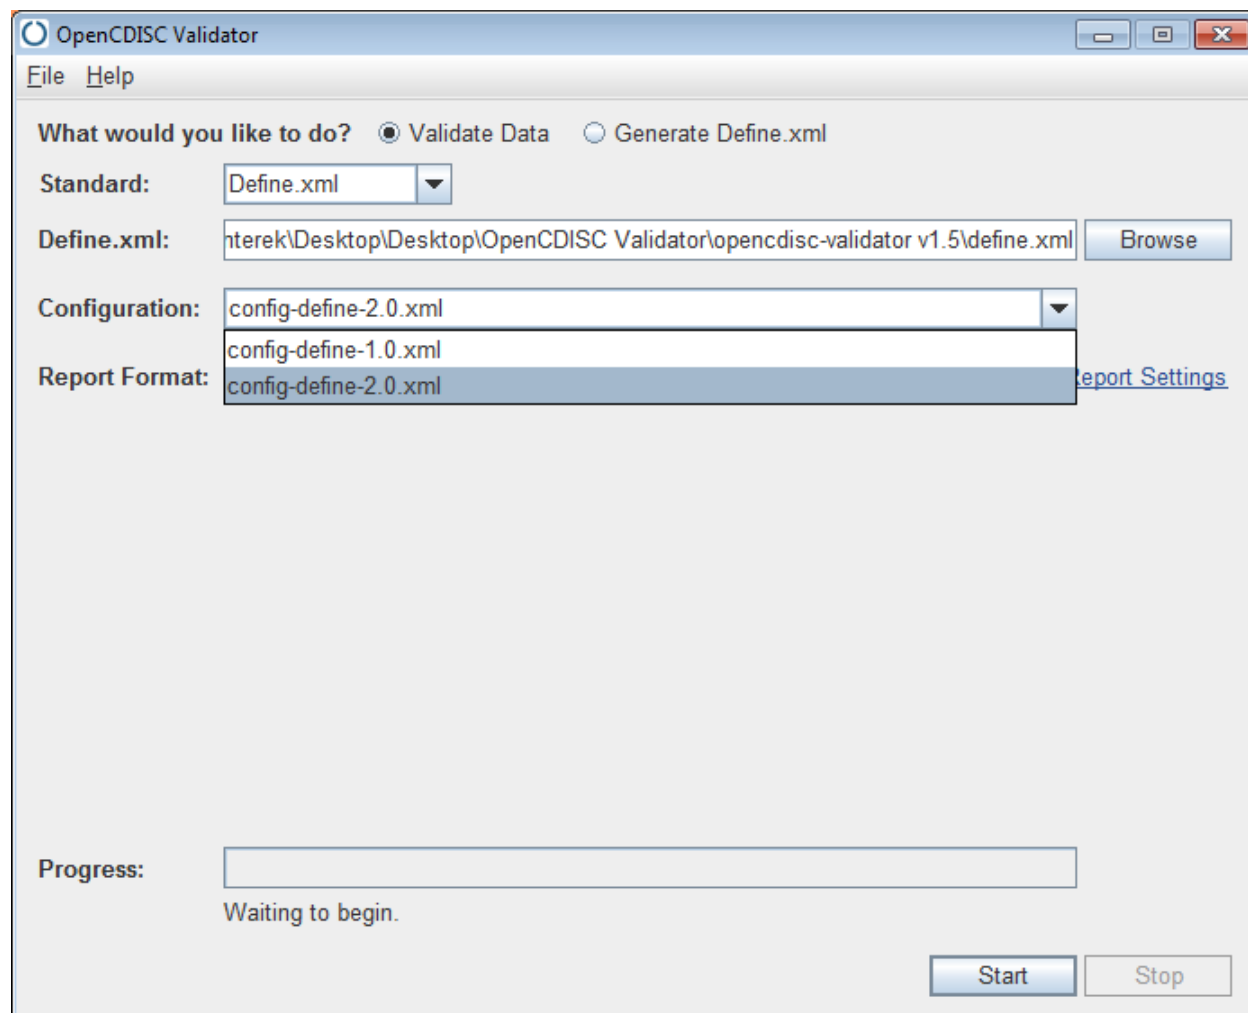 OpenCDISC Validator
File Help
What would you like to do? Validate Data Generate Define.xml
Standard: Define.xml
Define.xml: nterek\Desktop\Desktop\OpenCDISC Validator\opencdisc-validator v1.5\define.xml Browse
Configuration: config-define-2.0.xml
config-define-1.0.xml
Report Format: config-define-2.0.xml Report Settings
Progress:
Waiting to begin.
Start Stop